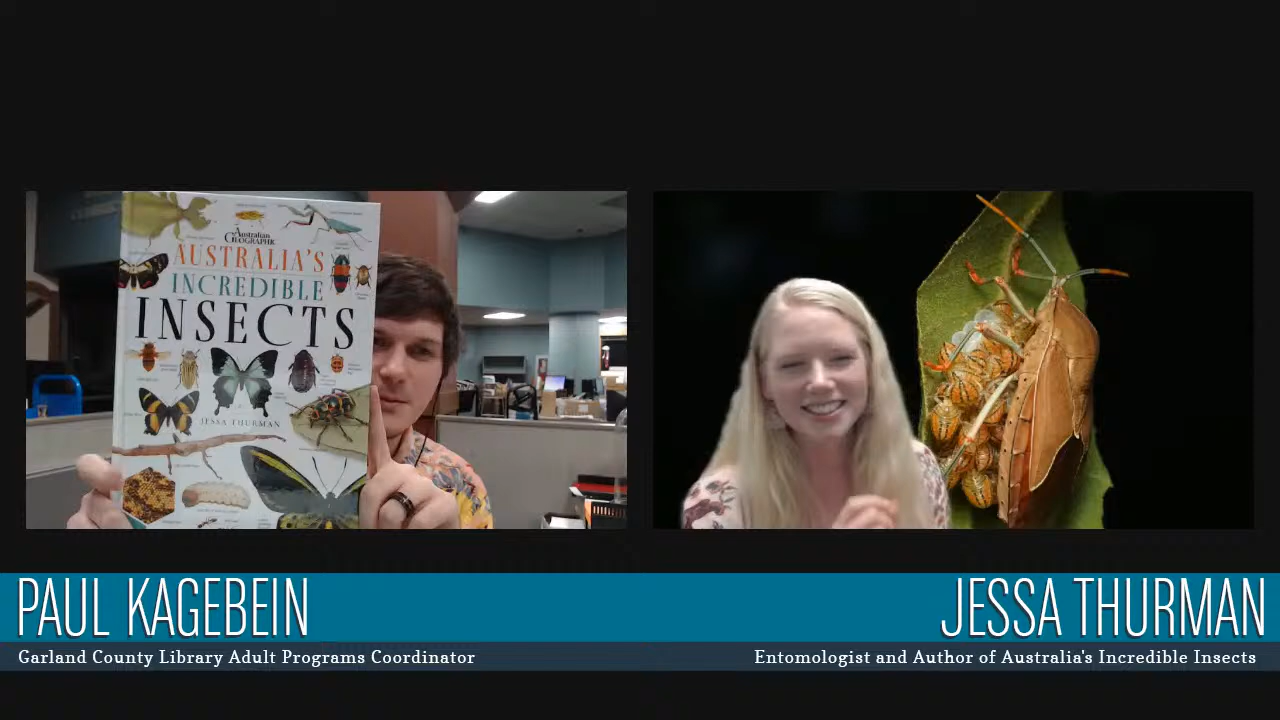 Australian
GEOGRAPHIC
AUSTRALIA'S
INCREDIBLE
INSECTS
JESSA THURMAN
PAUL KAGEBEIN
Garland County Library Adult Programs Coordinator
JESSA THURMAN
Entomologist and Author of Australia's Incredible Insects